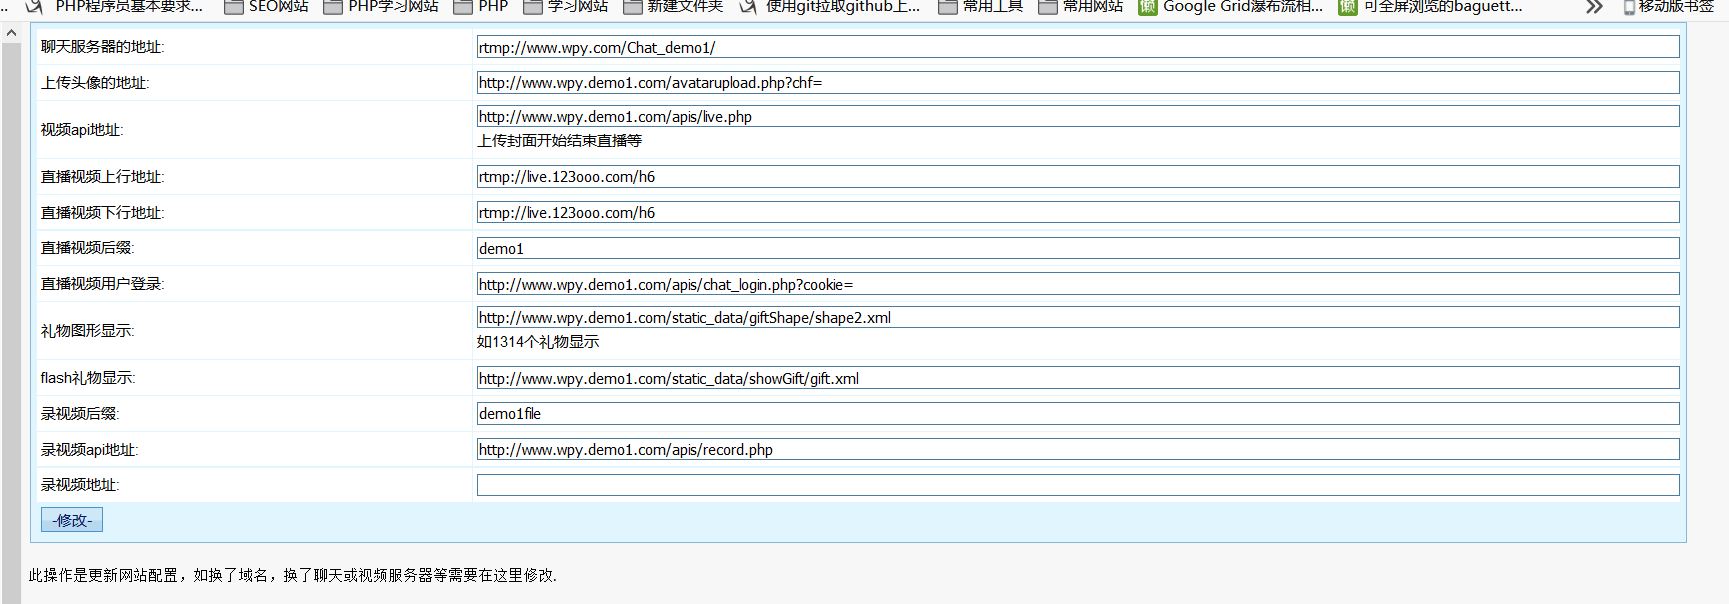 .. PHP程序员基本要求... SEO网站 PHP学习网站 PHP 学习网站 新建文件夹 使用git拉取github上... 常用工具 常用网站 懒 Google Grid瀑布流相... 懒 可全屏浏览的baguett... 移动版书签
聊天服务器的地址: rtmp://www.wpy.com/Chat_demo1/
上传头像的地址: http://www.wpy.demo1.com/avatarupload.php?chf=
视频api地址: http://www.wpy.demo1.com/apis/live.php
上传封面开始结束直播等
直播视频上行地址: rtmp://live.123ooo.com/h6
直播视频下行地址: rtmp://live.123ooo.com/h6
直播视频后缀: demo1
直播视频用户登录: http://www.wpy.demo1.com/apis/chat_login.php?cookie=
礼物图形显示: http://www.wpy.demo1.com/static_data/giftShape/shape2.xml
如1314个礼物显示
flash礼物显示: http://www.wpy.demo1.com/static_data/showGift/gift.xml
录视频后缀: demo1file
录视频api地址: http://www.wpy.demo1.com/apis/record.php
录视频地址:
-修改-
此操作是更新网站配置，如换了域名，换了聊天或视频服务器等需要在这里修改.